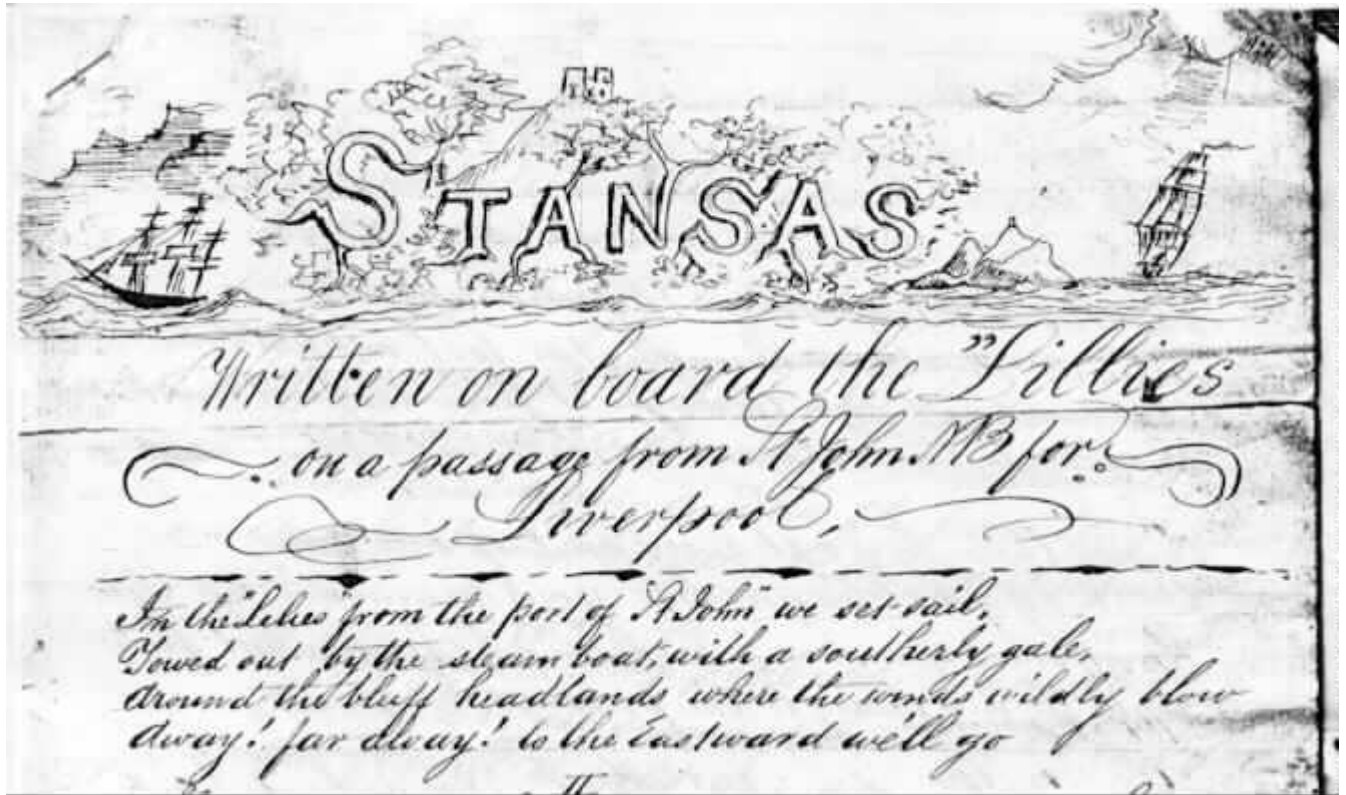 STANSAS
Written on board the "Lillies
on a passage from St John NB for
Liverpool,
In the "Lilies" from the port of "St John" we set sail,
Towed out by the steam boat, with a southerly gale,
Around the bluff headlands where the winds wildly blow
Away! far away! to the Eastward we'll go
II